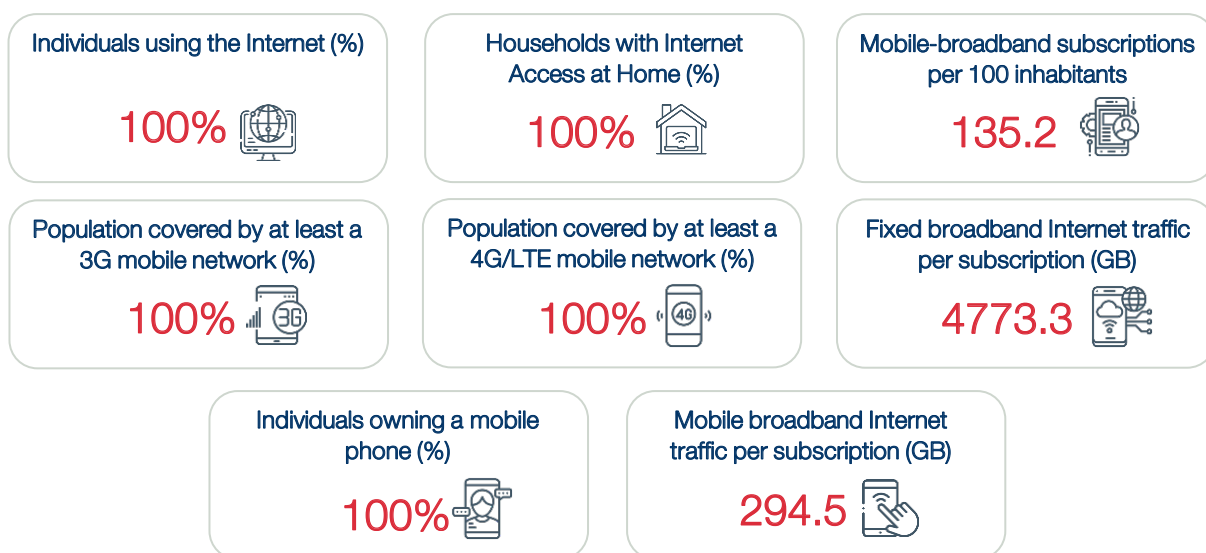 Individuals using the Internet (%)
100%
Households with Internet
Access at Home (%)
100%
Mobile-broadband subscriptions
per 100 inhabitants
135.2
Population covered by at least a
3G mobile network (%)
100%
3G
Population covered by at least a
4G/LTE mobile network (%)
100%
4G
Fixed broadband Internet traffic
per subscription (GB)
4773.3
Individuals owning a mobile
phone (%)
100%
Mobile broadband Internet
traffic per subscription (GB)
294.5